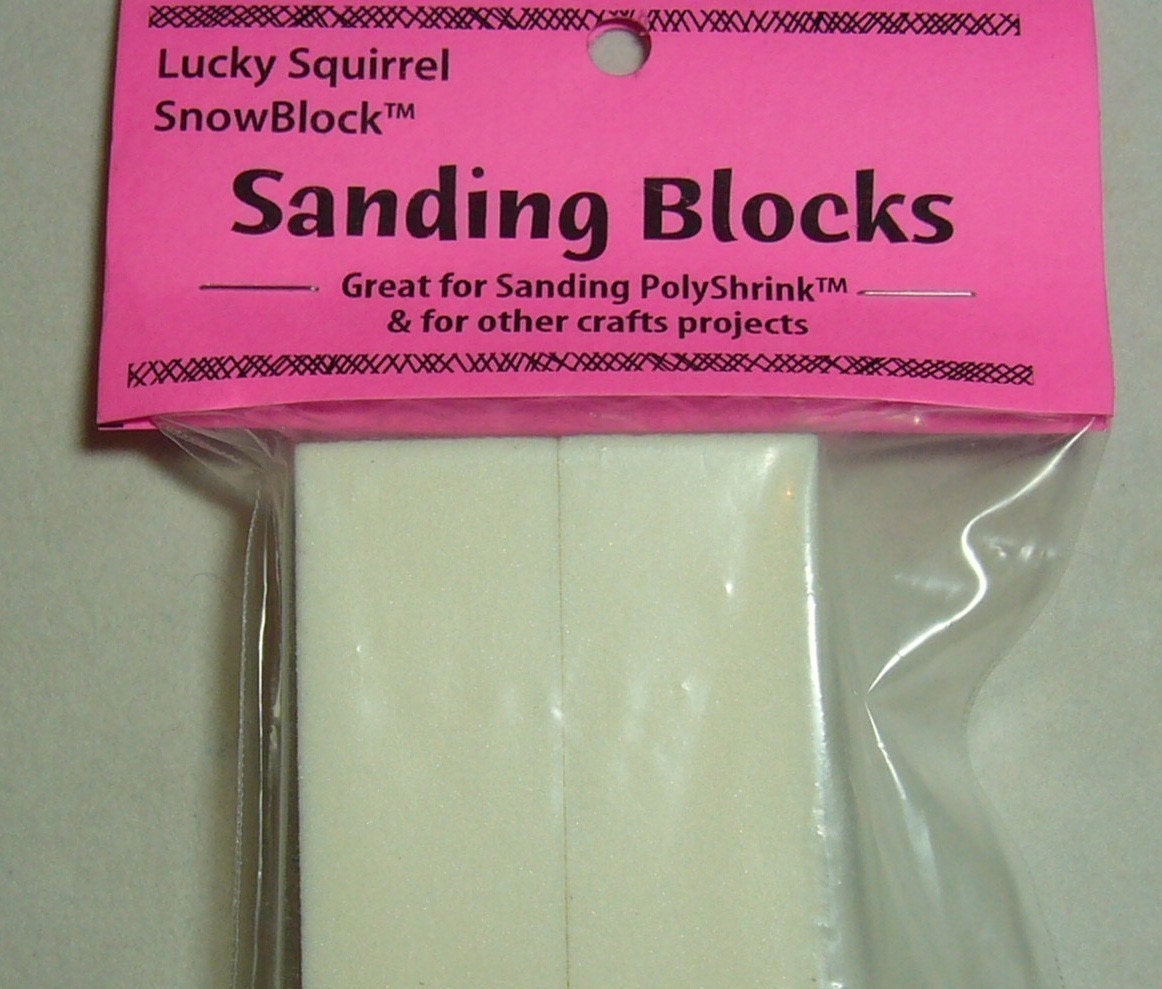 Lucky Squirrel
SnowBlock™
Sanding Blocks
Great for Sanding PolyShrink™
& for other crafts projects